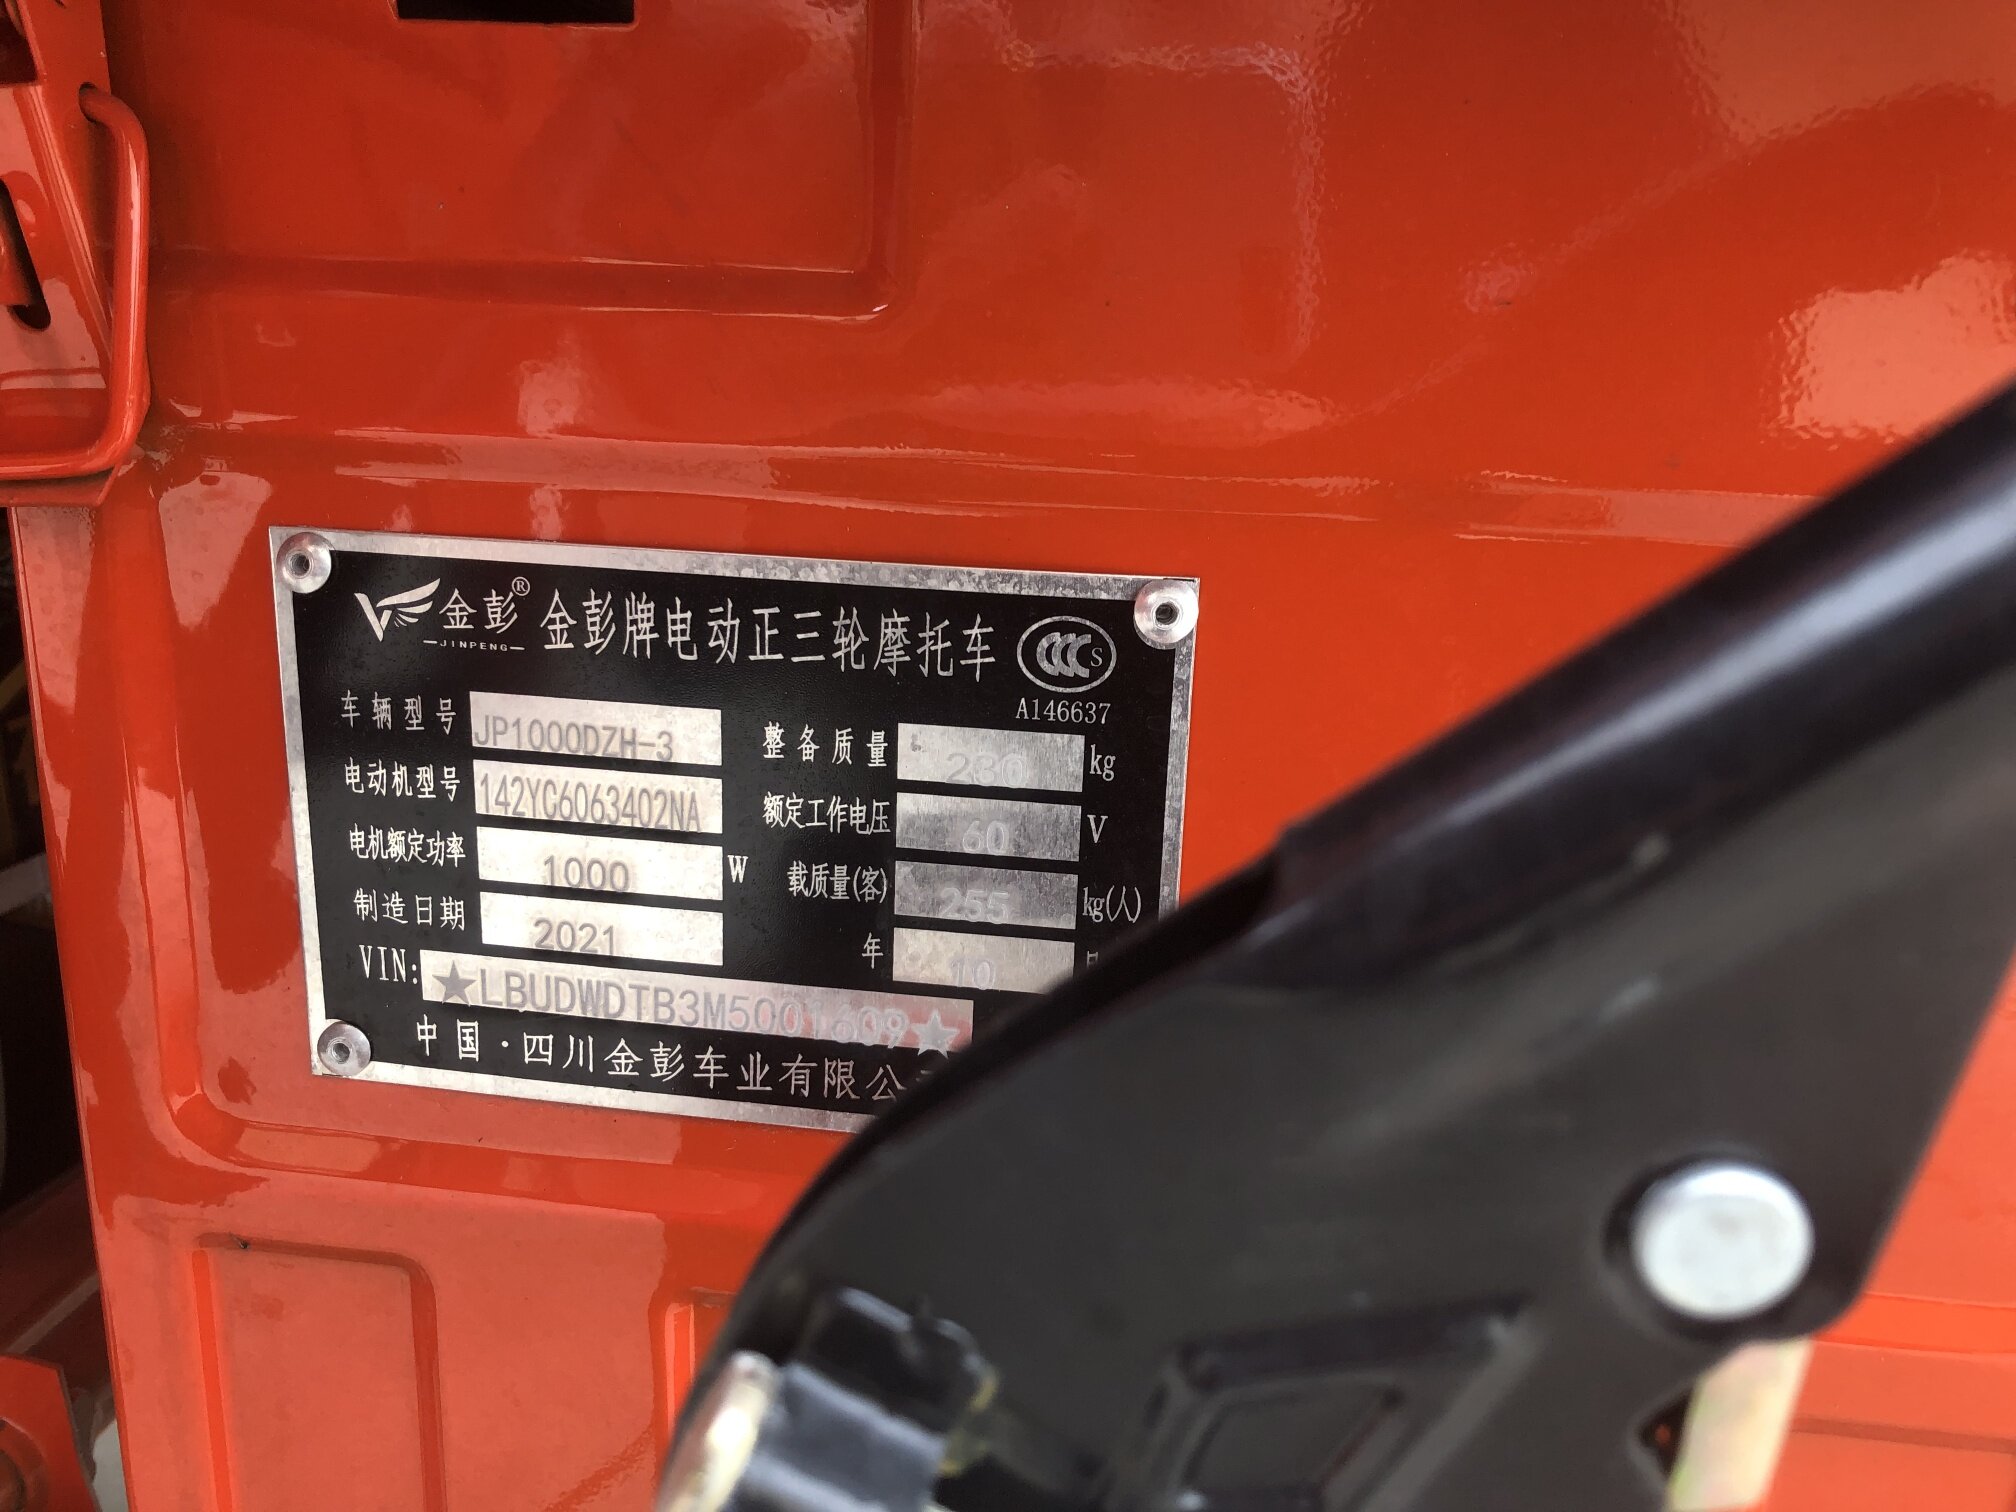 金彭® 金彭牌电动正三轮摩托车 CCC S
JINPENG
A146637
车辆型号 JP1000DZH-3 整备质量 230 kg
电动机型号 142YC6063402NA 额定工作电压 60 V
电机额定功率 1000 W 载质量(客) 255 kg(人)
制造日期 2021 年 10
VIN: ★LBUDWDTB3M5001609★
中国·四川金彭车业有限公